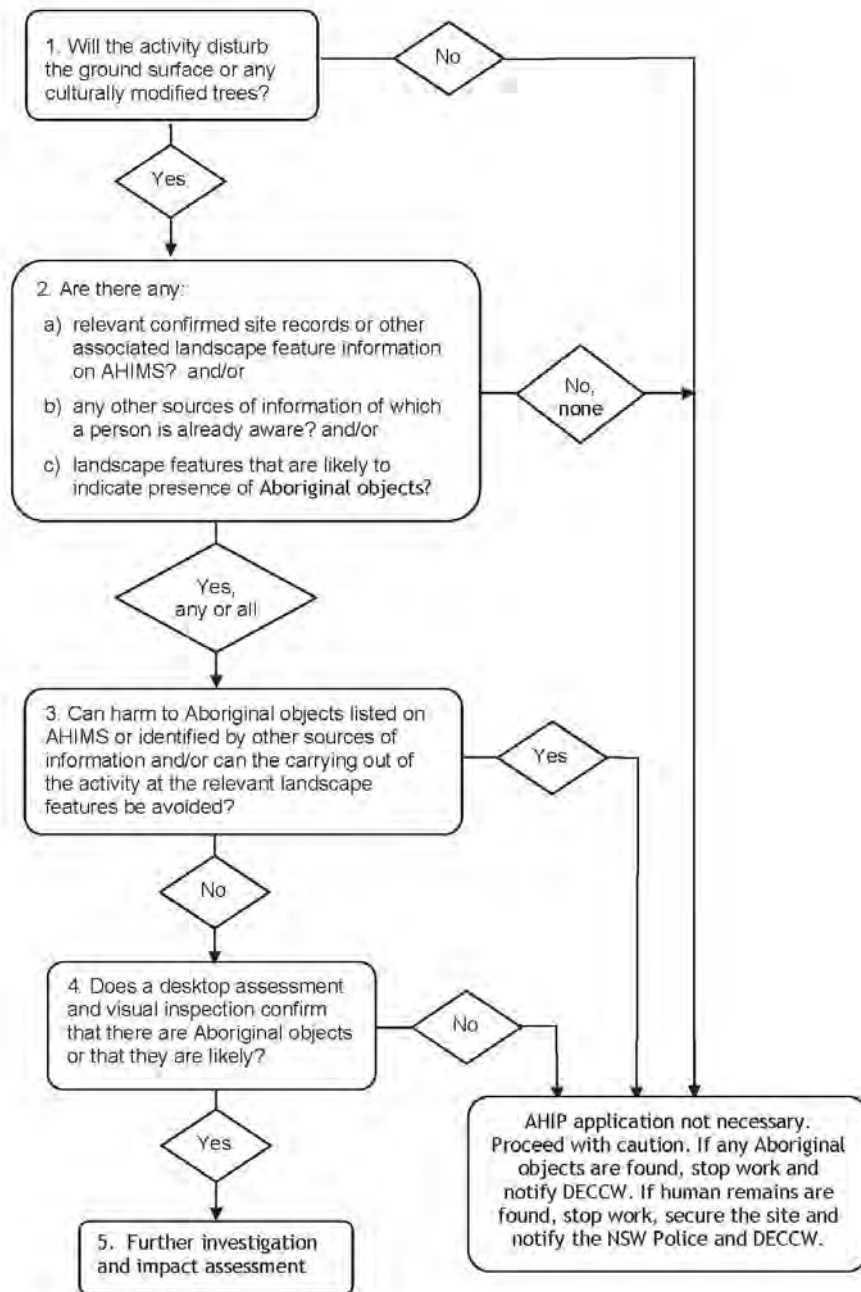 1. Will the activity disturb
the ground surface or any
culturally modified trees?
No
Yes
2. Are there any:
a) relevant confirmed site records or other
associated landscape feature information
on AHIMS? and/or
b) any other sources of information of which
a person is already aware? and/or
c) landscape features that are likely to
indicate presence of Aboriginal objects?
No,
none
Yes,
any or all
3. Can harm to Aboriginal objects listed on
AHIMS or identified by other sources of
information and/or can the carrying out of
the activity at the relevant landscape
features be avoided?
Yes
No
4. Does a desktop assessment
and visual inspection confirm
that there are Aboriginal objects
or that they are likely?
No
Yes
AHIP application not necessary.
Proceed with caution. If any Aboriginal
objects are found, stop work and
notify DECCW. If human remains are
found, stop work, secure the site and
notify the NSW Police and DECCW.
5. Further investigation
and impact assessment